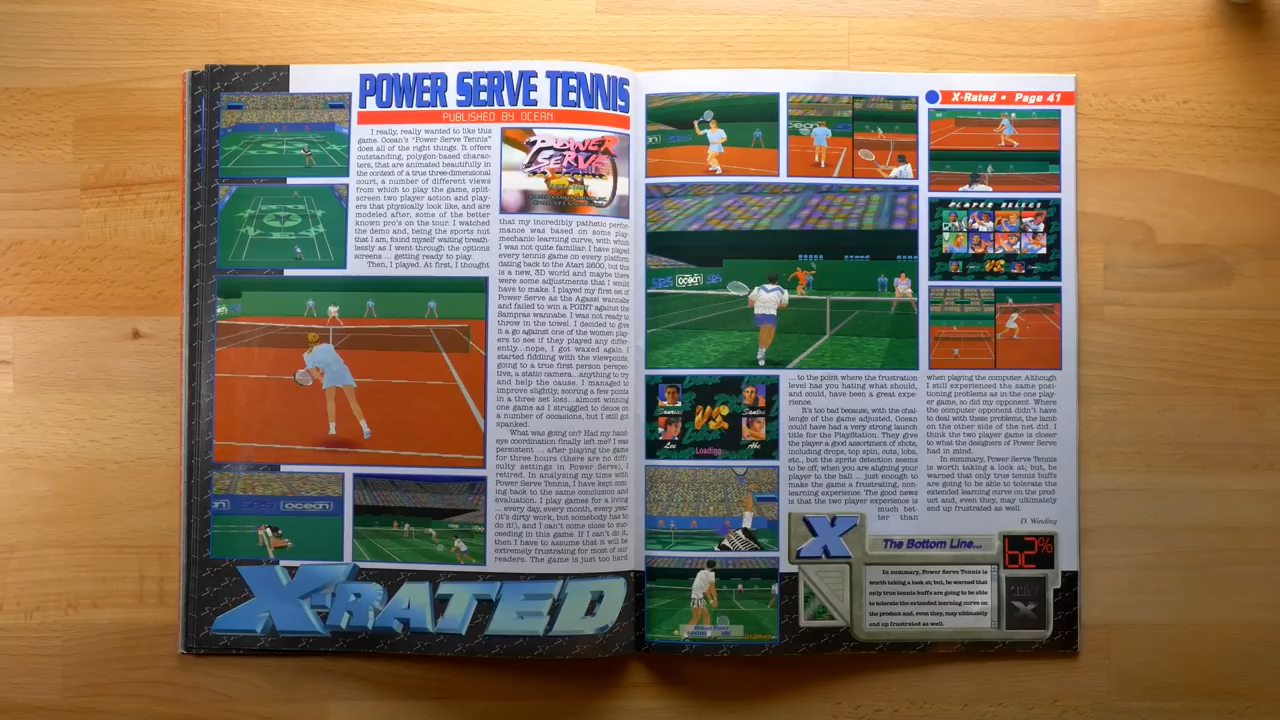 POWER SERVE TENNIS
PUBLISHED BY OCEAN
I really, really wanted to like this
game. Ocean's "Power Serve Tennis"
does all of the right things. It offers
outstanding, polygon-based charac-
ters, that are animated beautifully in
the context of a true three-dimensional
court, a number of different views
from which to play the game, split-
screen two player action and play-
ers that physically look like, and are
modeled after, some of the better
known pro's on the tour. I watched
the demo and, being the sports nut
that I am, found myself waiting breath-
lessly as I went through the options
screens ... getting ready to play.
Then, I played. At first, I thought
POWER
SERVE
that my incredibly pathetic perfor-
mance was based on some play-
mechanic learning curve, with which
I was not quite familiar. I have played
every tennis game on every platform
dating back to the Atari 2600, but this
is a new, 3D world and maybe there
were some adjustments that I would
have to make. I played my first set of
Power Serve as the Agassi wannabe
and failed to win a POINT against the
Sampras wannabe. I was not ready to
throw in the towel. I decided to give
it a go against one of the women play-
ers to see if they played any differ-
ently...nope, I got waxed again. I
started fiddling with the viewpoints,
going to a true first person perspec-
tive, a static camera...anything to try
and help the cause. I managed to
improve slightly, scoring a few points
in a three set loss...almost winning
one game as I struggled to deuce on
a number of occasions, but I still got
spanked.
What was going on? Had my hand
eye coordination finally left me? I was
persistent ... after playing the game
for three hours (there are no diffi-
culty settings in Power Serve), I
retired. In analyzing my time with
Power Serve Tennis, I have kept com-
ing back to the same conclusion and
evaluation. I play games for a living
... every day, every month, every year
(it's dirty work, but somebody has to
do it!), and I can't come close to suc-
ceeding in this game. If I can't do it,
then I have to assume that it will be
extremely frustrating for most of our
readers. The game is just too hard
ocean
X-RATED
X-Rated • Page 41
ocean
PLAYER SELECT
VS
ocean
VS
Santos
Lee
Abe
Loading
... to the point where the frustration
level has you hating what should,
and could, have been a great expe-
rience.
It's too bad because, with the chal-
lenge of the game adjusted, Ocean
could have had a very strong launch
title for the PlayStation. They give
the player a good assortment of shots,
including drops, top spin, cuts, lobs,
etc., but the sprite detection seems
to be off, when you are aligning your
player to the ball ... just enough to
make the game a frustrating, non-
learning experience. The good news
is that the two player experience is
much bet-
ter than
when playing the computer. Although
I still experienced the same posi-
tioning problems as in the one play-
er game, so did my opponent. Where
the computer opponent didn't have
to deal with these problems, the lamb
on the other side of the net did. I
think the two player game is closer
to what the designers of Power Serve
had in mind.
In summary, Power Serve Tennis
is worth taking a look at; but, be
warned that only true tennis buffs
are going to be able to tolerate the
extended learning curve on the prod-
uct and, even they, may ultimately
end up frustrated as well.
D. Winding
X
The Bottom Line...
62%
In summary, Power Serve Tennis is
worth taking a look at; but, be warned that
only true tennis buffs are going to be able
to tolerate the extended learning curve on
the product and, even they, may ultimately
end up frustrated as well.
X